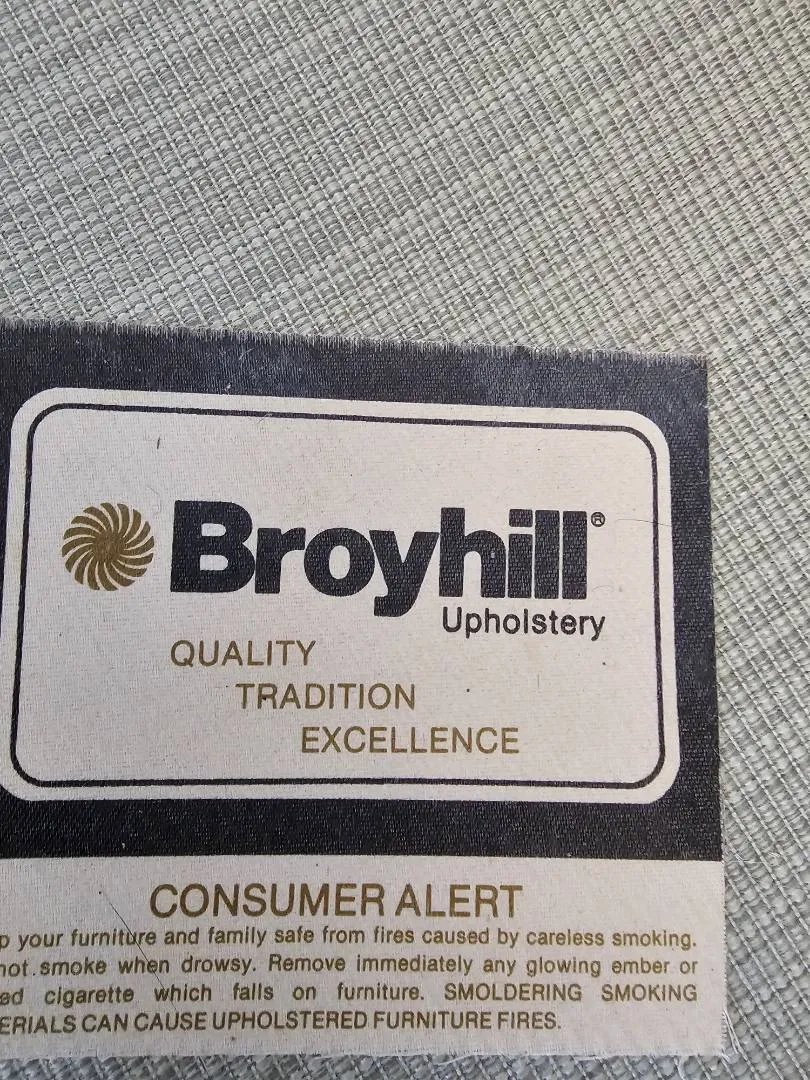 Broyhill®
Upholstery
QUALITY
TRADITION
EXCELLENCE
CONSUMER ALERT
your furniture and family safe from fires caused by careless smoking.
not smoke when drowsy. Remove immediately any glowing ember or
cigarette which falls on furniture. SMOLDERING SMOKING
CAN CAUSE UPHOLSTERED FURNITURE FIRES.